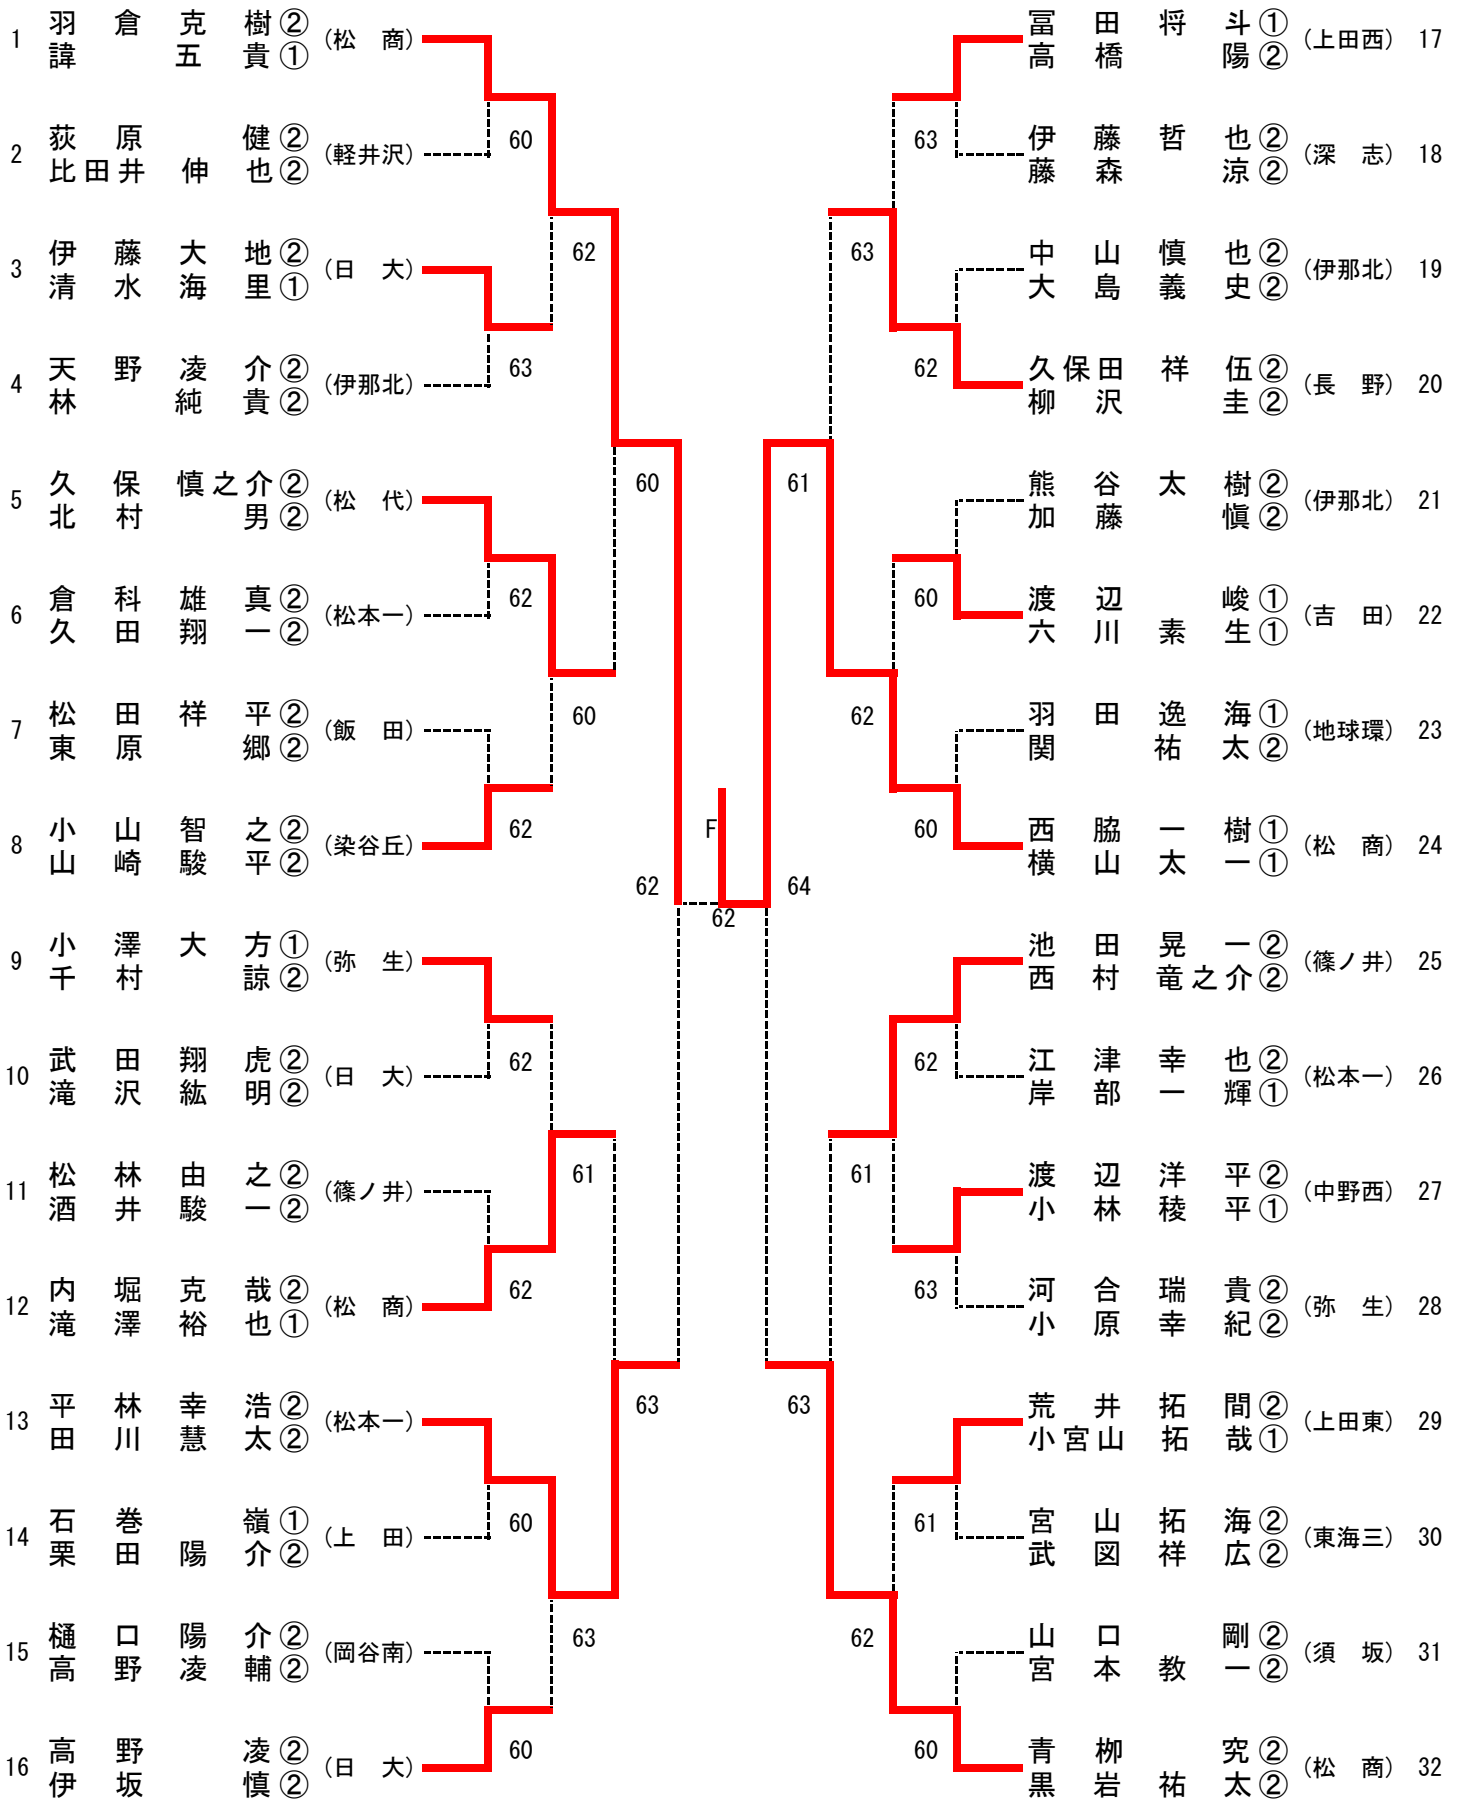 1 羽倉克樹② (松商)
諱五貴①
2 荻原健② (軽井沢)
比田井伸也②
3 伊藤大地② (日大)
清水海里①
4 天野凌介② (伊那北)
林純貴②
5 久保慎之介② (松代)
北村男②
6 倉科雄真② (松本一)
久田翔一②
7 松田祥平② (飯田)
東原郷②
8 小山智之② (染谷丘)
山崎駿平②
9 小澤大方① (弥生)
千村諒②
10 武田翔虎② (日大)
滝沢紘明②
11 松林由之② (篠ノ井)
酒井駿一②
12 内堀克哉② (松商)
滝澤裕也①
13 平林幸浩② (松本一)
田川慧太②
14 石巻嶺① (上田)
栗田陽介②
15 樋口陽介② (岡谷南)
高野凌輔②
16 高野凌② (日大)
伊坂慎②
60
63
62
62
62
62
60
60
62
60
61
63
60
63
62
F
62
64
61
63
63
62
61
62
63
62
60
60
62
63
61
60
冨田将斗① (上田西) 17
高橋陽②
伊藤哲也② (深志) 18
藤森涼②
中山慎也② (伊那北) 19
大島義史②
久保田祥伍② (長野) 20
柳沢圭②
熊谷太樹② (伊那北) 21
加藤愼②
渡辺峻① (吉田) 22
六川素生①
羽田逸海① (地球環) 23
関祐太②
西脇一樹① (松商) 24
横山太一①
池田晃一② (篠ノ井) 25
西村竜之介②
江津幸也② (松本一) 26
岸部一輝①
渡辺洋平② (中野西) 27
小林稜平①
河合瑞貴② (弥生) 28
小原幸紀②
荒井拓間② (上田東) 29
小宮山拓哉①
宮山拓海② (東海三) 30
武図祥広②
山口剛② (須坂) 31
宮本教一②
青栁究② (松商) 32
黒岩祐太②